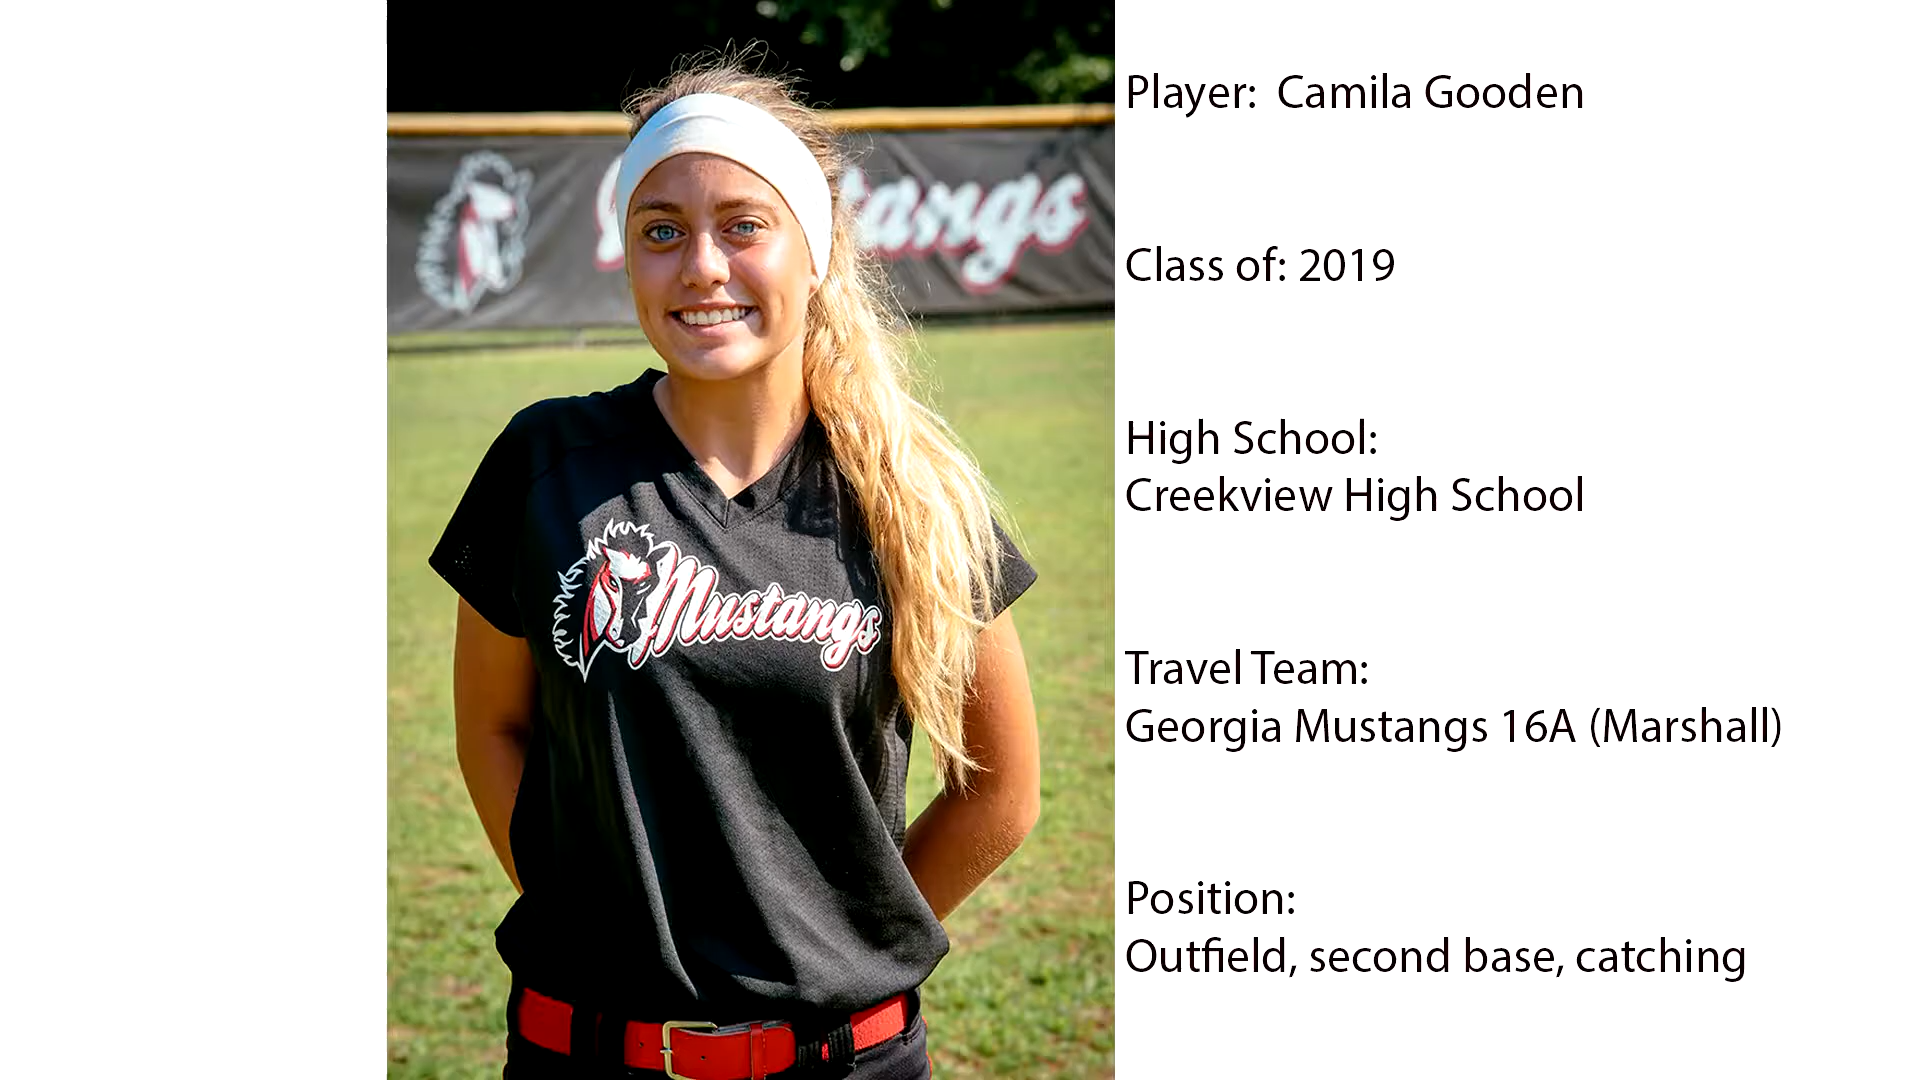 Player: Camila Gooden
Class of: 2019
High School:
Creekview High School
Travel Team:
Georgia Mustangs 16A (Marshall)
Position:
Outfield, second base, catching
Mustangs